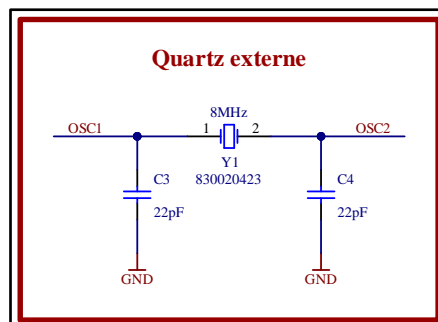 Quartz externe
8MHz
OSC1 1 2 OSC2
Y1
830020423
C3 C4
22pF 22pF
GND GND